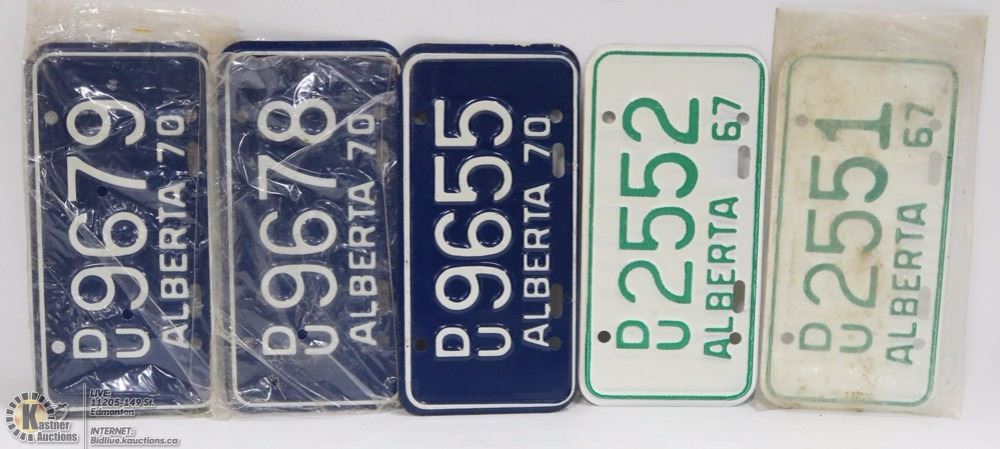 DU 9679
ALBERTA 70
DU 9678
ALBERTA 70
DU 9655
ALBERTA 70
DU 2552
ALBERTA 67
DU 2551
ALBERTA 67
Kastner
Auctions
LIVE:
11205-149 St.
Edmonton
INTERNET:
Bidlive.kauctions.ca